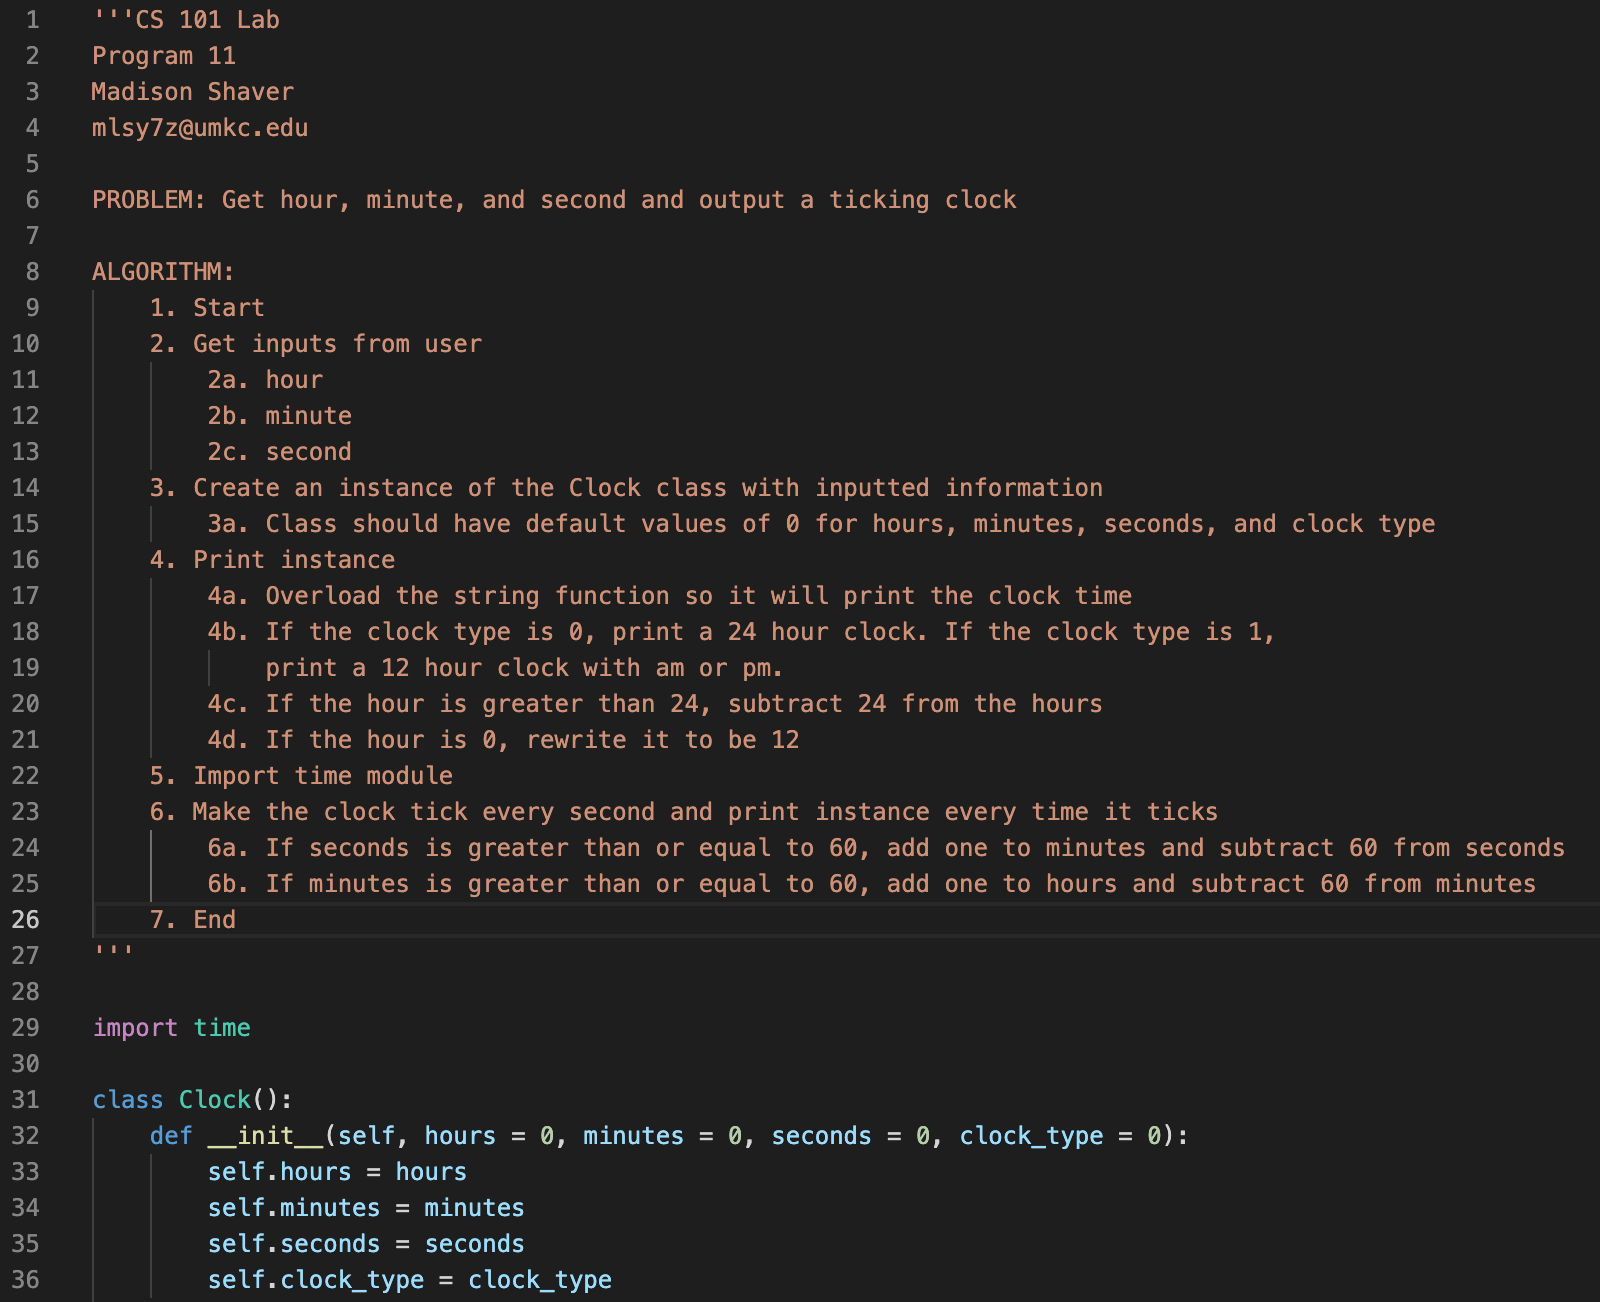 1 '''CS 101 Lab
2 Program 11
3 Madison Shaver
4 mlsy7z@umkc.edu
5
6 PROBLEM: Get hour, minute, and second and output a ticking clock
7
8 ALGORITHM:
9     1. Start
10     2. Get inputs from user
11         2a. hour
12         2b. minute
13         2c. second
14     3. Create an instance of the Clock class with inputted information
15         3a. Class should have default values of 0 for hours, minutes, seconds, and clock type
16     4. Print instance
17         4a. Overload the string function so it will print the clock time
18         4b. If the clock type is 0, print a 24 hour clock. If the clock type is 1,
19             print a 12 hour clock with am or pm.
20         4c. If the hour is greater than 24, subtract 24 from the hours
21         4d. If the hour is 0, rewrite it to be 12
22     5. Import time module
23     6. Make the clock tick every second and print instance every time it ticks
24         6a. If seconds is greater than or equal to 60, add one to minutes and subtract 60 from seconds
25         6b. If minutes is greater than or equal to 60, add one to hours and subtract 60 from minutes
26     7. End
27 '''
28
29 import time
30
31 class Clock():
32     def __init__(self, hours = 0, minutes = 0, seconds = 0, clock_type = 0):
33         self.hours = hours
34         self.minutes = minutes
35         self.seconds = seconds
36         self.clock_type = clock_type